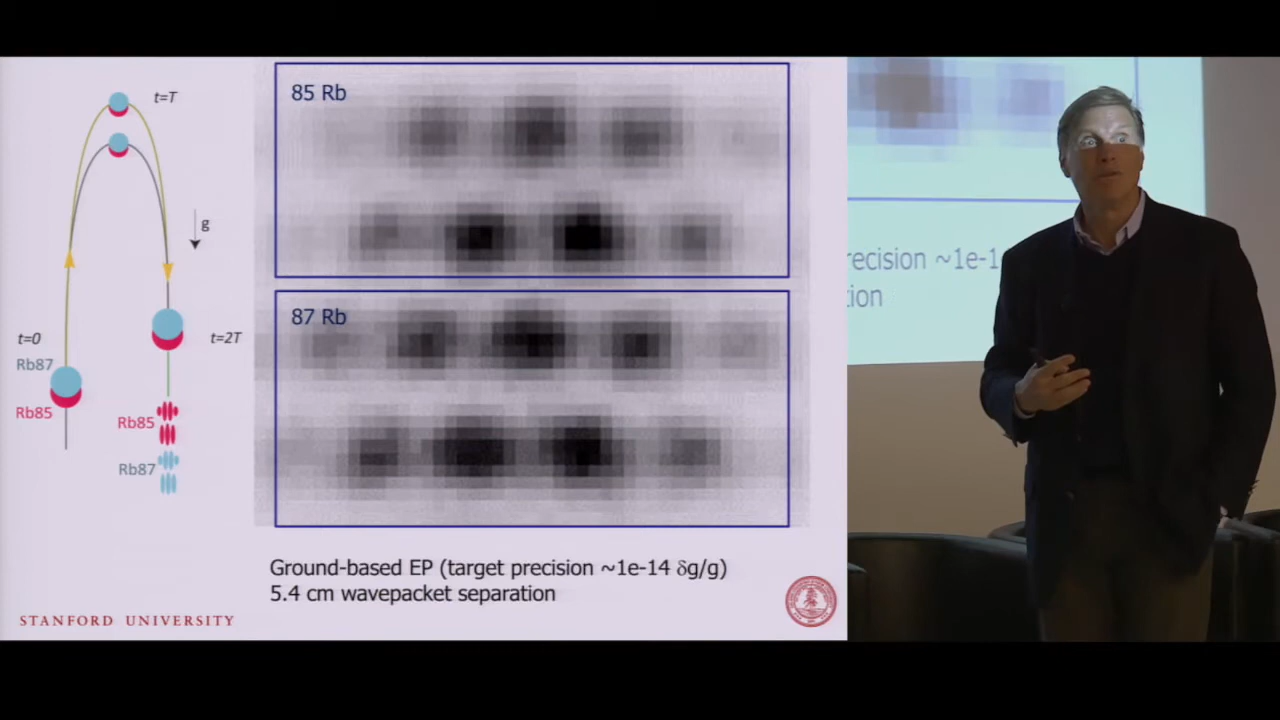 t=T
g
t=0
Rb87
Rb85
t=2T
Rb85
Rb87
STANFORD UNIVERSITY
85 Rb
87 Rb
Ground-based EP (target precision ~1e-14 δg/g)
5.4 cm wavepacket separation
recision ~1e-1
tion